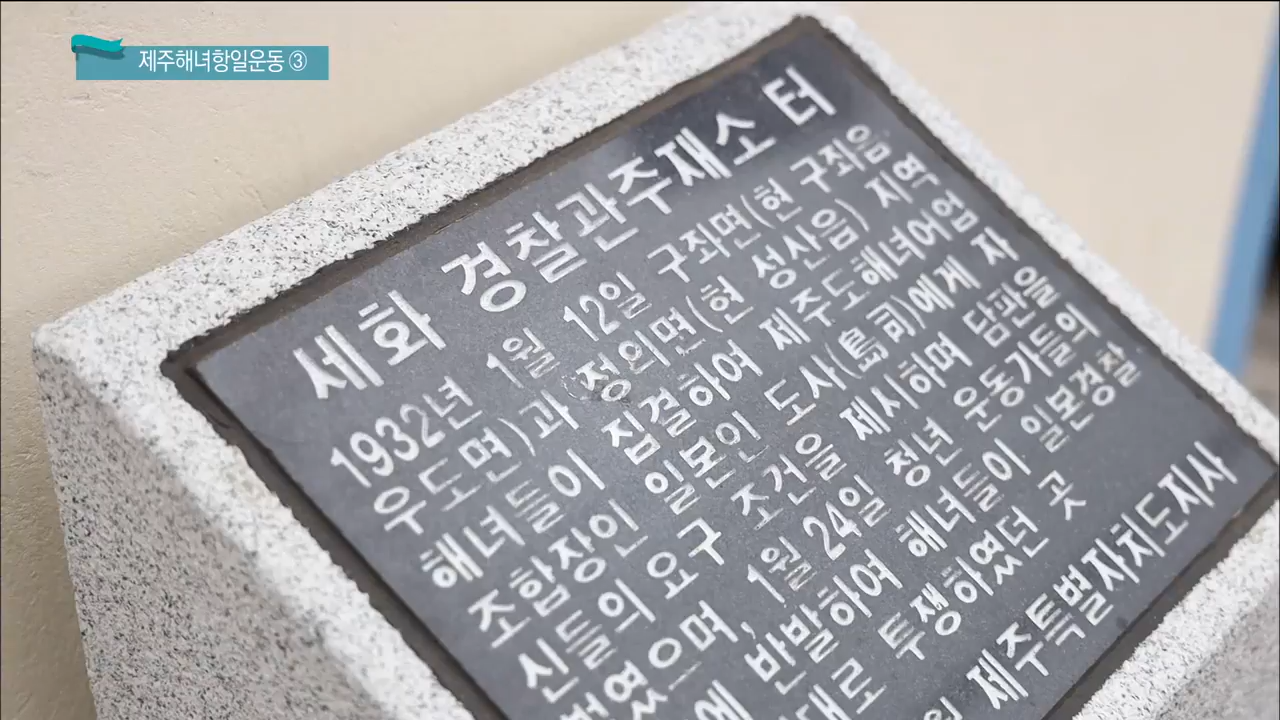 제주해녀항일운동 ③
세화 경찰관주재소 터
1932년 1월 12일 구좌면(현 구좌읍
우도면)과 정의면(현 성산읍) 지역
해녀들이 집결하여 제주도해녀어업
조합장인 일본인 도사(島司)에게 자
신들의 요구 조건을 제시하며 담판을
였으며, 1월 24일 청년 운동가들의
에 반발하여 해녀들이 일본경찰
대로 투쟁하였던 곳
제주특별자치도지사